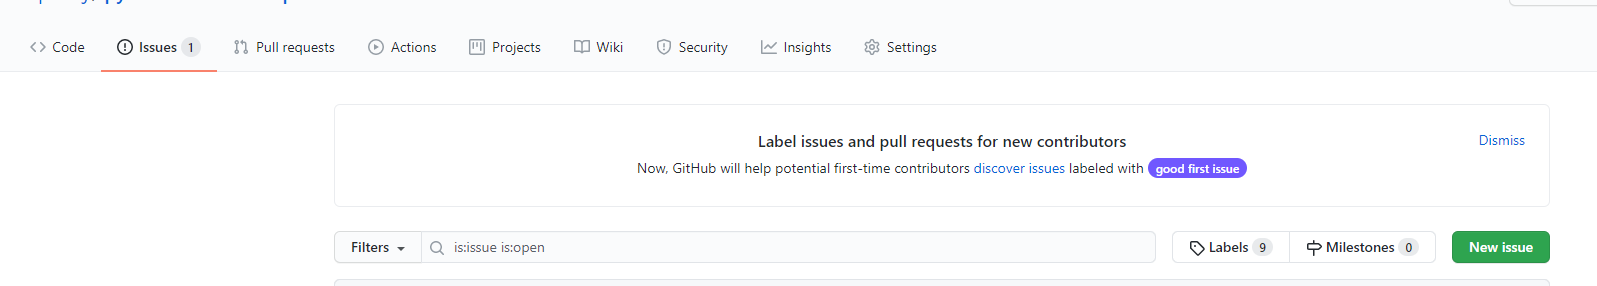 Code Issues 1 Pull requests Actions Projects Wiki Security Insights Settings
Label issues and pull requests for new contributors
Dismiss
Now, GitHub will help potential first-time contributors discover issues labeled with good first issue
Filters is:issue is:open Labels 9 Milestones 0 New issue